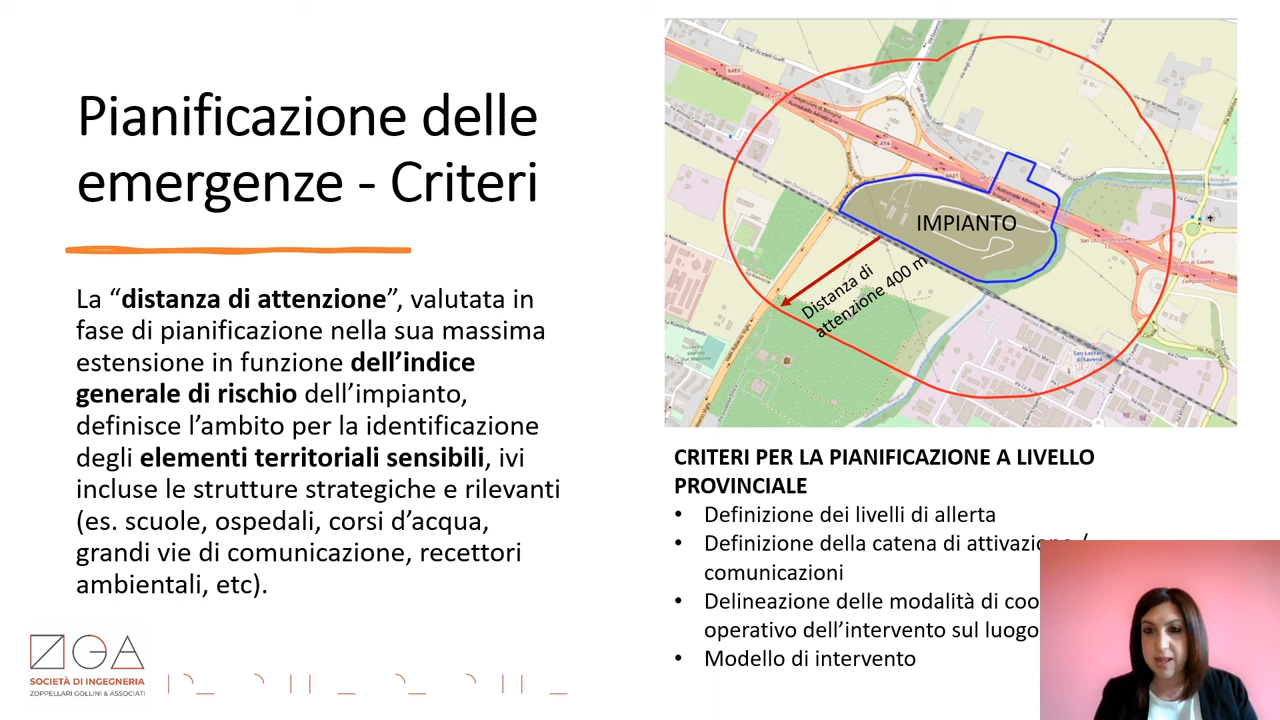 Pianificazione delle
emergenze - Criteri
La “distanza di attenzione”, valutata in
fase di pianificazione nella sua massima
estensione in funzione dell’indice
generale di rischio dell’impianto,
definisce l’ambito per la identificazione
degli elementi territoriali sensibili, ivi
incluse le strutture strategiche e rilevanti
(es. scuole, ospedali, corsi d’acqua,
grandi vie di comunicazione, recettori
ambientali, etc).
ZGA
SOCIETÀ DI INGEGNERIA
ZOPPELLARI GOLLINI & ASSOCIATI
RA01
A14
RA01
IMPIANTO
Distanza di
attenzione 400 m
CRITERI PER LA PIANIFICAZIONE A LIVELLO
PROVINCIALE
• Definizione dei livelli di allerta
• Definizione della catena di attivazione /
comunicazioni
• Delineazione delle modalità di coo
operativo dell’intervento sul luogo
• Modello di intervento